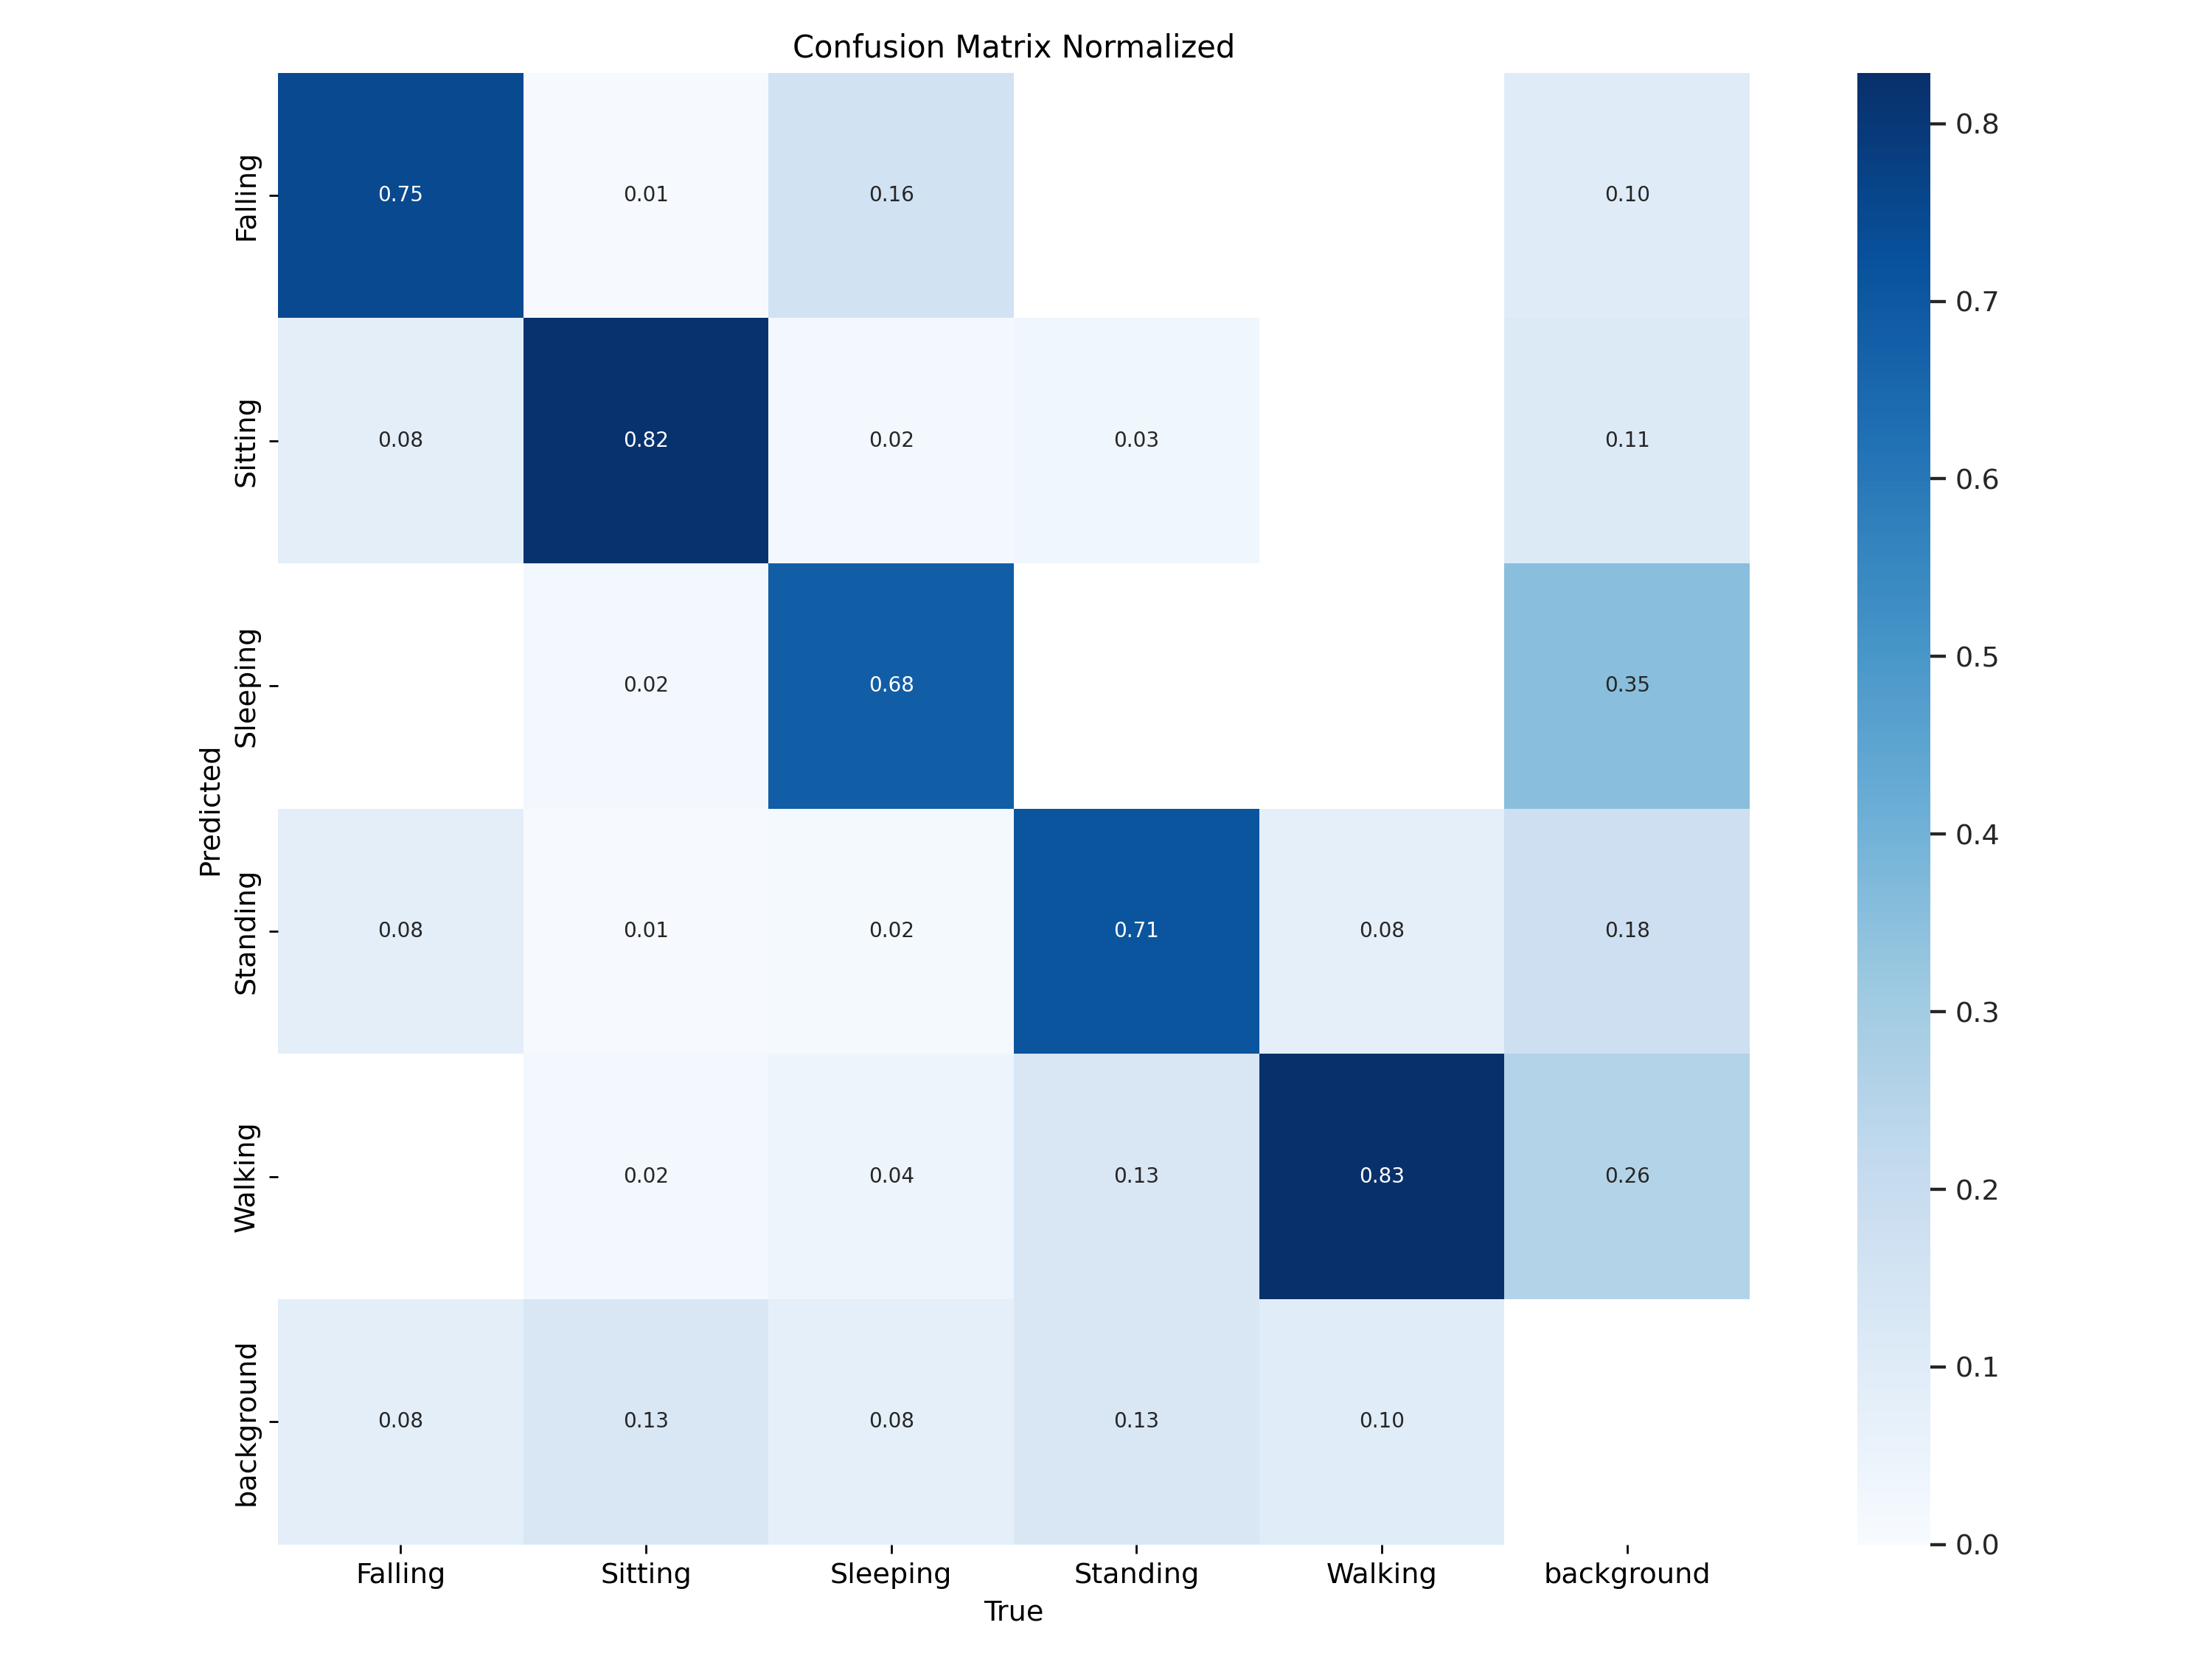 Confusion Matrix Normalized
Falling 0.75 0.01 0.16 0.10
Sitting 0.08 0.82 0.02 0.03 0.11
Sleeping 0.02 0.68 0.35
Standing 0.08 0.01 0.02 0.71 0.08 0.18
Walking 0.02 0.04 0.13 0.83 0.26
background 0.08 0.13 0.08 0.13 0.10
Predicted
Falling Sitting Sleeping Standing Walking background
True
0.8
0.7
0.6
0.5
0.4
0.3
0.2
0.1
0.0